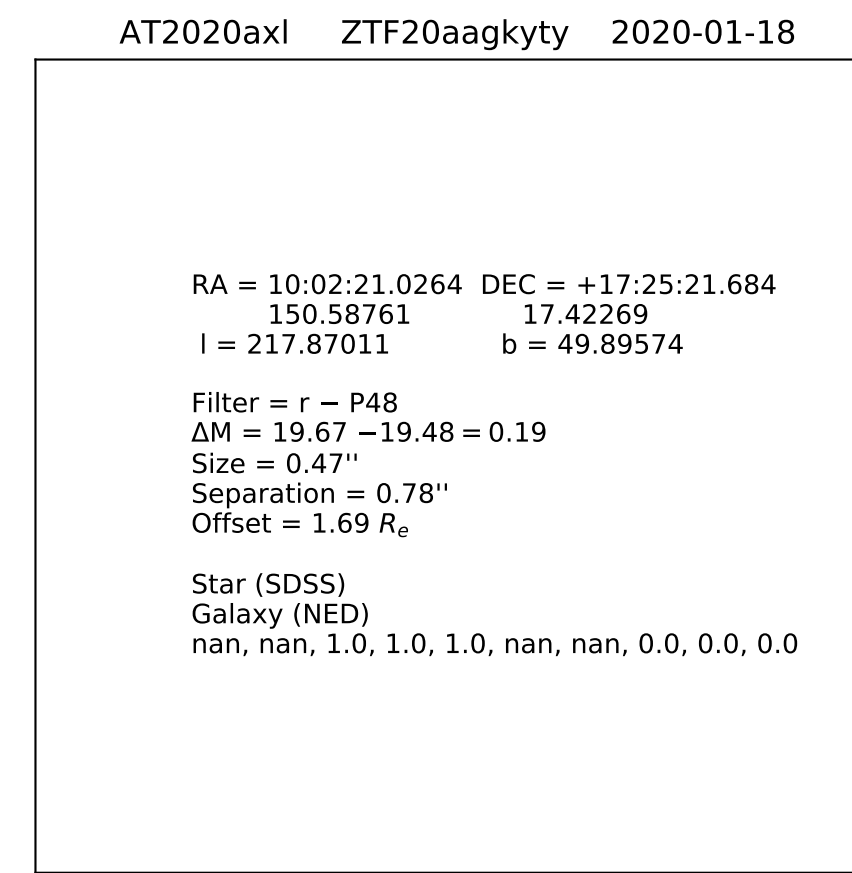 AT2020axl ZTF20aagkyty 2020-01-18
RA = 10:02:21.0264 DEC = +17:25:21.684
150.58761 17.42269
l = 217.87011 b = 49.89574
Filter = r − P48
ΔM = 19.67 −19.48 = 0.19
Size = 0.47''
Separation = 0.78''
Offset = 1.69 Rₑ
Star (SDSS)
Galaxy (NED)
nan, nan, 1.0, 1.0, 1.0, nan, nan, 0.0, 0.0, 0.0